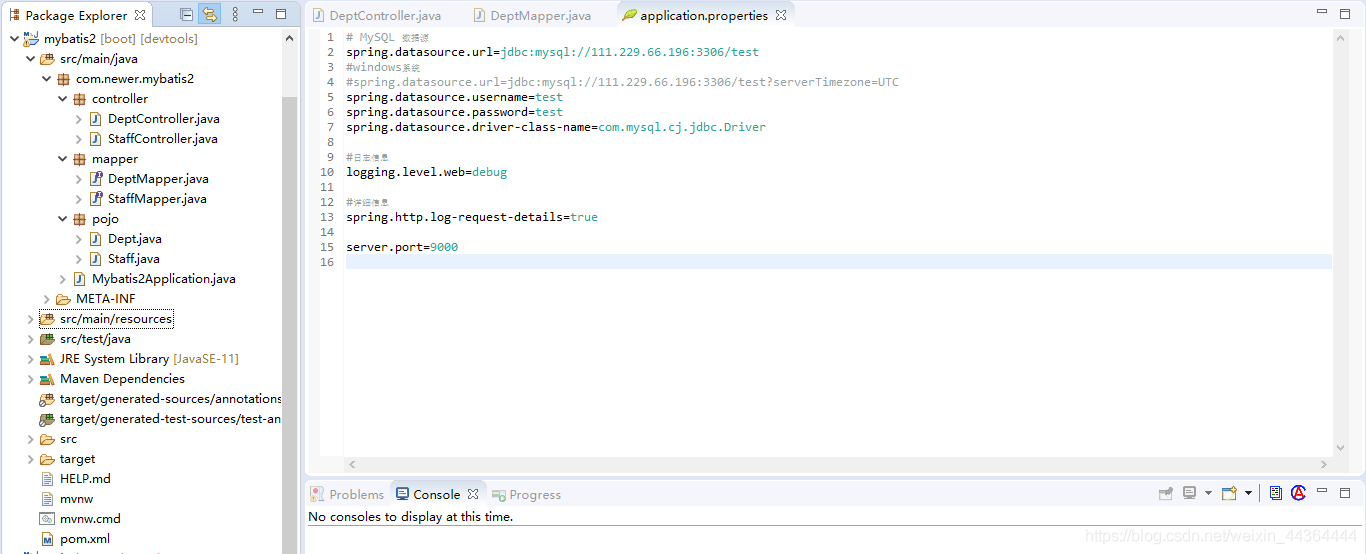 Package Explorer
mybatis2 [boot] [devtools]
src/main/java
com.newer.mybatis2
controller
DeptController.java
StaffController.java
mapper
DeptMapper.java
StaffMapper.java
pojo
Dept.java
Staff.java
Mybatis2Application.java
META-INF
src/main/resources
src/test/java
JRE System Library [JavaSE-11]
Maven Dependencies
target/generated-sources/annotations
target/generated-test-sources/test-an
src
target
HELP.md
mvnw
mvnw.cmd
pom.xml
DeptController.java DeptMapper.java application.properties
1 # MySQL 数据源
2 spring.datasource.url=jdbc:mysql://111.229.66.196:3306/test
3 #windows系统
4 #spring.datasource.url=jdbc:mysql://111.229.66.196:3306/test?serverTimezone=UTC
5 spring.datasource.username=test
6 spring.datasource.password=test
7 spring.datasource.driver-class-name=com.mysql.cj.jdbc.Driver
8
9 #日志信息
10 logging.level.web=debug
11
12 #详细信息
13 spring.http.log-request-details=true
14
15 server.port=9000
16
Problems Console Progress
No consoles to display at this time.
https://blog.csdn.net/weixin_44364444